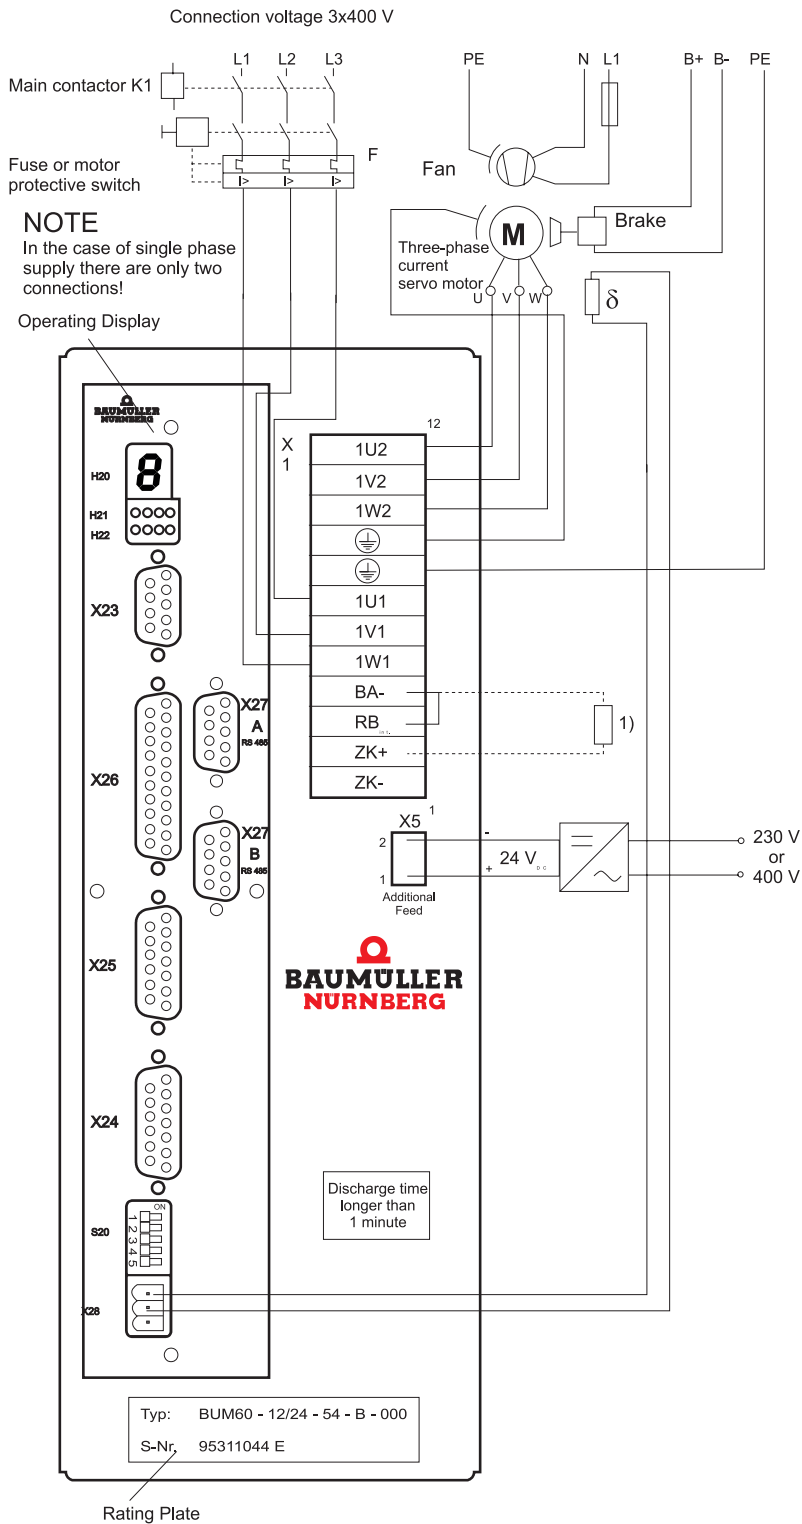 Connection voltage 3x400 V
L1 L2 L3
PE N L1 B+ B- PE
Main contactor K1
F
Fuse or motor
protective switch
Fan
NOTE
In the case of single phase
supply there are only two
connections!
M
Brake
Three-phase
current
servo motor
U V W
δ
Operating Display
BAUMÜLLER
NÜRNBERG
H20
8
H21
H22
X
1
12
1U2
1V2
1W2
1U1
1V1
1W1
BA-
RB
ZK+
ZK-
1
1)
X23
X27
A
RS 485
X26
X27
B
RS 485
X5
2
1
-
+
24 V
DC
Additional
Feed
230 V
or
400 V
X25
BAUMÜLLER
NÜRNBERG
X24
Discharge time
longer than
1 minute
S20
ON
1 2 3 4 5
X28
Typ: BUM60 - 12/24 - 54 - B - 000
S-Nr. 95311044 E
Rating Plate
I> I> I>